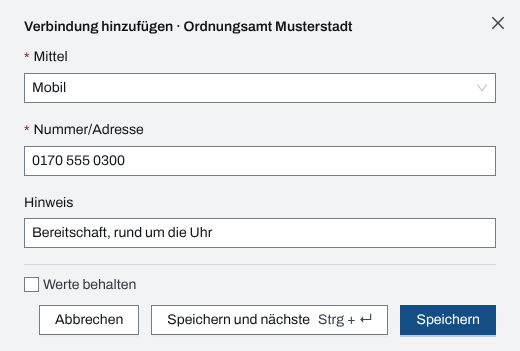 Verbindung hinzufügen · Ordnungsamt Musterstadt
* Mittel
Mobil
* Nummer/Adresse
0170 555 0300
Hinweis
Bereitschaft, rund um die Uhr
Werte behalten
Abbrechen
Speichern und nächste Strg + ↵
Speichern